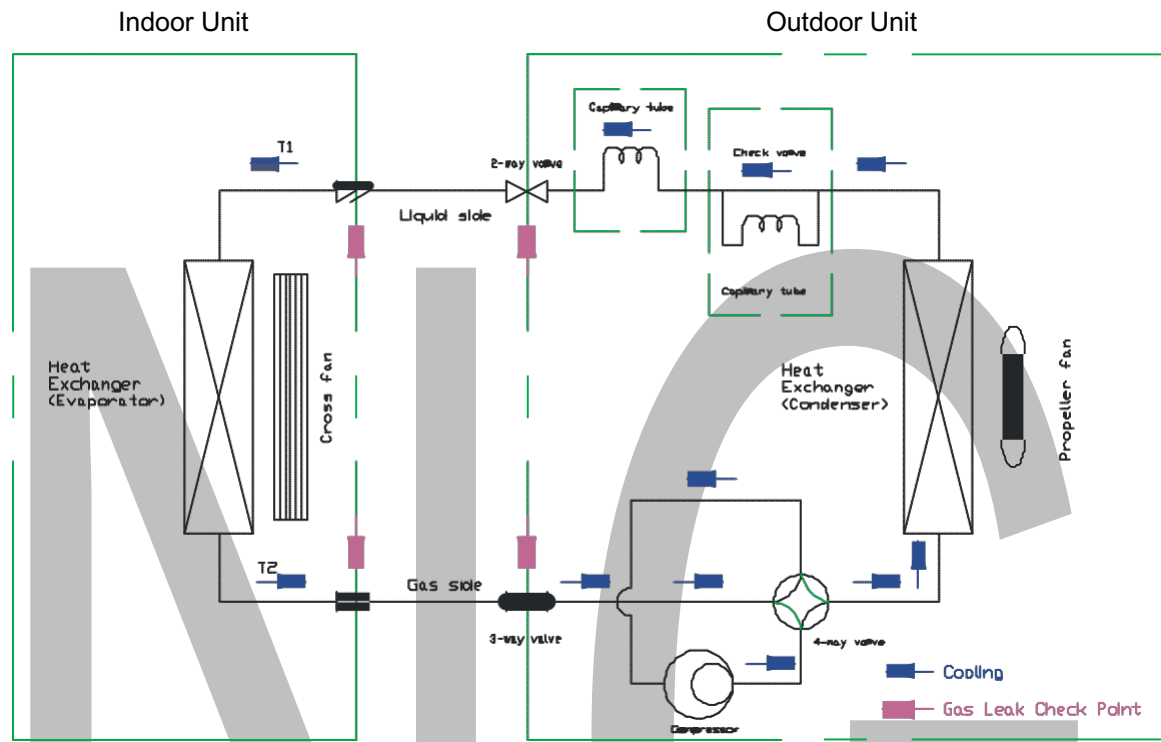 Indoor Unit
Outdoor Unit
Capillary tube
T1
2-way valve
Check valve
Liquid side
Capillary tube
Heat
Exchanger
(Evaporator)
Cross fan
Heat
Exchanger
(Condenser)
Propeller fan
T2
Gas side
3-way valve
4-way valve
Compressor
Cooling
Gas Leak Check Point